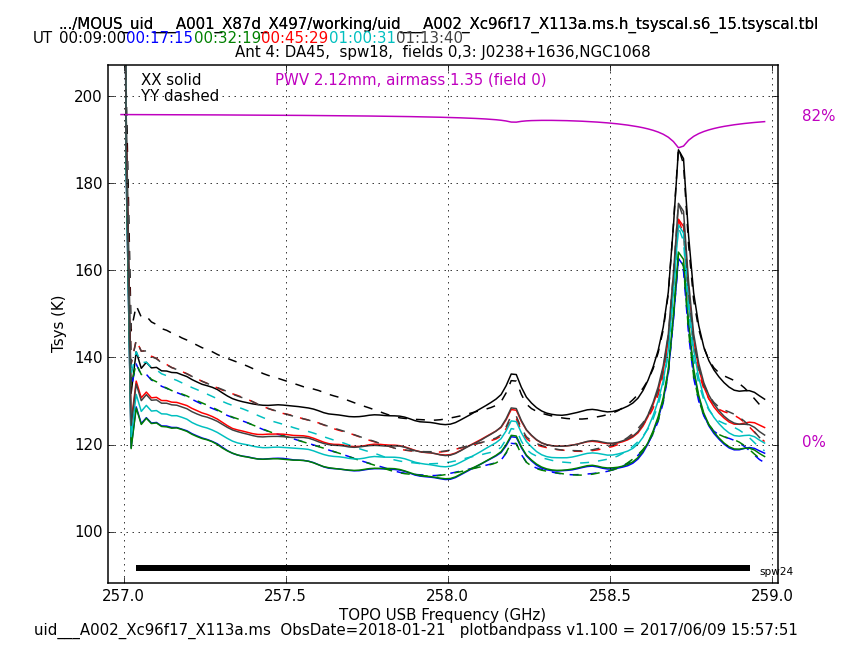 .../MOUS_uid___A001_X87d_X497/working/uid___A002_Xc96f17_X113a.ms.h_tsyscal.s6_15.tsyscal.tbl
UT 00:09:00 00:17:15 00:32:19 00:45:29 01:00:31 01:13:40
Ant 4: DA45, spw18, fields 0,3: J0238+1636,NGC1068
XX solid
YY dashed
PWV 2.12mm, airmass 1.35 (field 0)
200
180
160
140
120
100
Tsys (K)
82%
0%
spw24
257.0 257.5 258.0 258.5 259.0
TOPO USB Frequency (GHz)
uid___A002_Xc96f17_X113a.ms ObsDate=2018-01-21 plotbandpass v1.100 = 2017/06/09 15:57:51